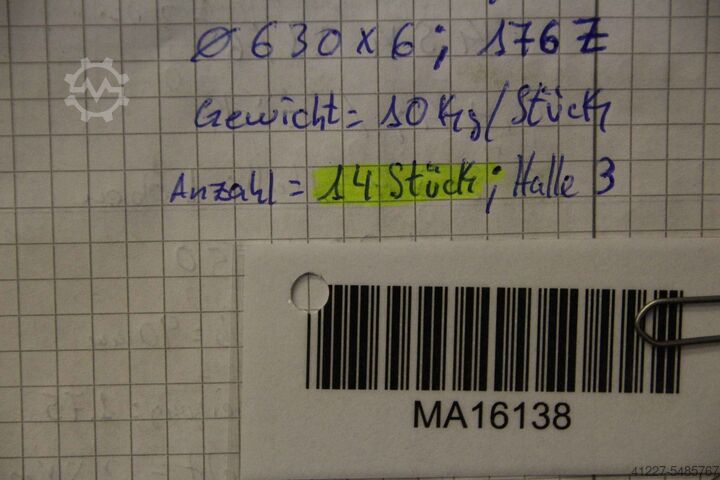 ⌀ 630 x 6; 176 Z
Gewicht = 10 Kg/Stück
Anzahl = 14 Stück; Halle 3
MA16138
41227-5485767